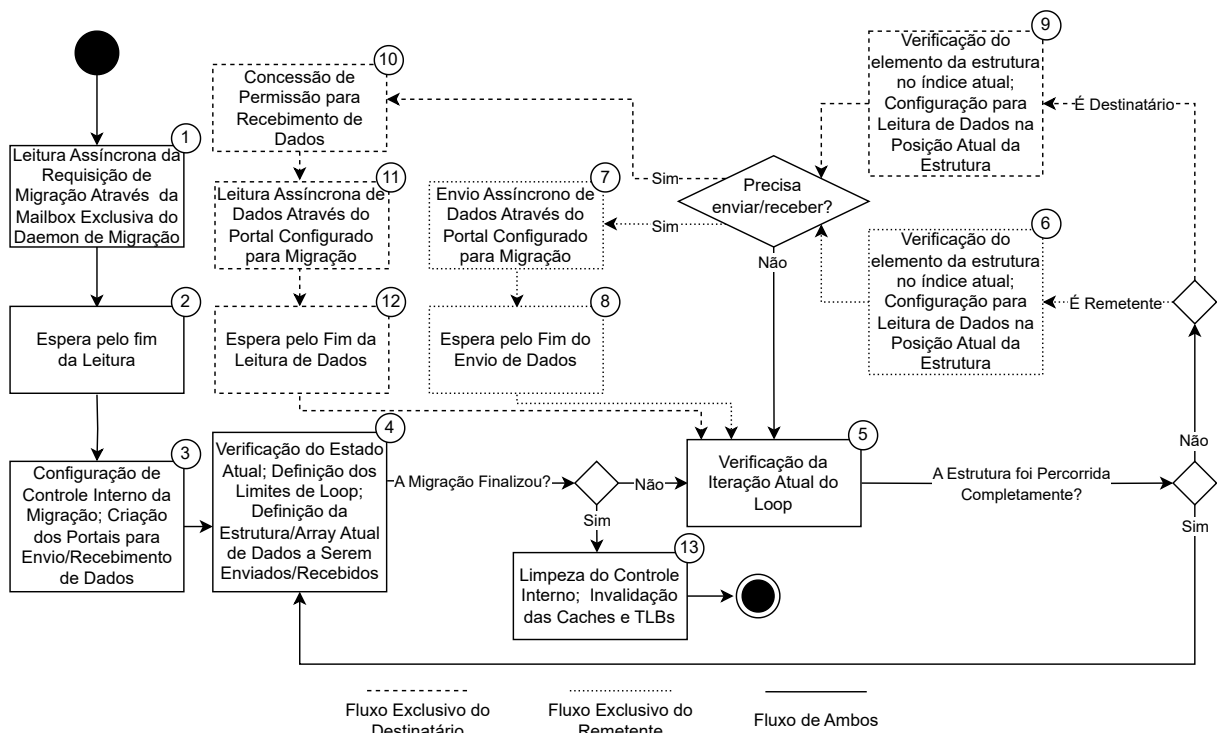 1
Leitura Assíncrona da
Requisição de
Migração Através da
Mailbox Exclusiva do
Daemon de Migração
2
Espera pelo fim
da Leitura
3
Configuração de
Controle Interno da
Migração; Criação
dos Portais para
Envio/Recebimento
de Dados
4
Verificação do Estado
Atual; Definição dos
Limites de Loop;
Definição da
Estrutura/Array Atual
de Dados a Serem
Enviados/Recebidos
A Migração Finalizou?
Não
Sim
13
Limpeza do Controle
Interno; Invalidação
das Caches e TLBs
5
Verificação da
Iteração Atual do
Loop
A Estrutura foi Percorrida
Completamente?
Não
Sim
É Remetente
É Destinatário
6
Verificação do
elemento da estrutura
no índice atual;
Configuração para
Leitura de Dados na
Posição Atual da
Estrutura
9
Verificação do
elemento da estrutura
no índice atual;
Configuração para
Leitura de Dados na
Posição Atual da
Estrutura
Precisa
enviar/receber?
Sim
Sim
Não
7
Envio Assíncrono de
Dados Através do
Portal Configurado
para Migração
8
Espera pelo Fim do
Envio de Dados
10
Concessão de
Permissão para
Recebimento de
Dados
11
Leitura Assíncrona de
Dados Através do
Portal Configurado
para Migração
12
Espera pelo Fim da
Leitura de Dados
Fluxo Exclusivo do
Destinatário
Fluxo Exclusivo do
Remetente
Fluxo de Ambos